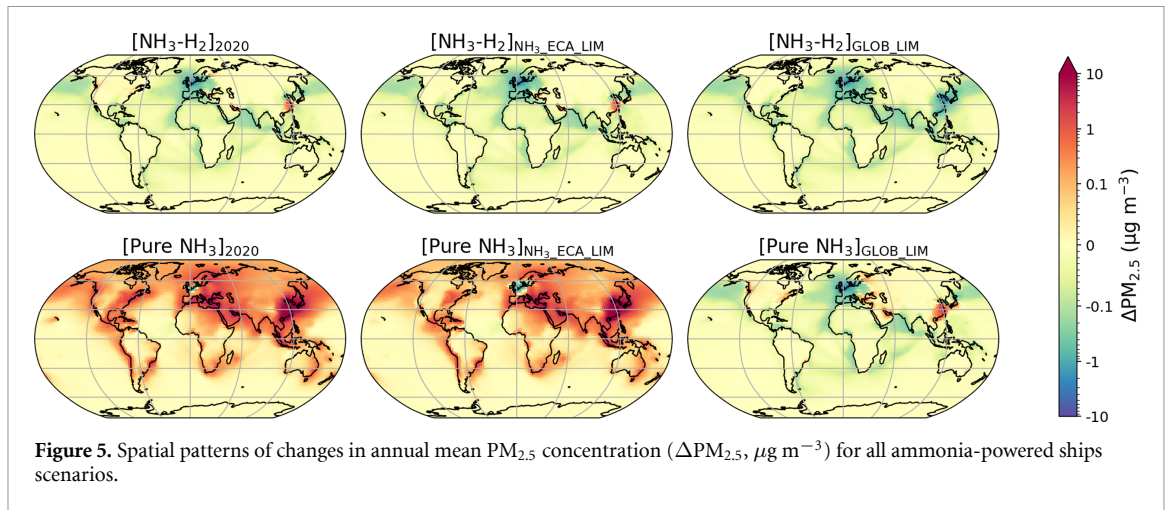 [NH₃-H₂]₂₀₂₀ [NH₃-H₂]NH₃_ECA_LIM [NH₃-H₂]GLOB_LIM
[Pure NH₃]₂₀₂₀ [Pure NH₃]NH₃_ECA_LIM [Pure NH₃]GLOB_LIM
10
1
0.1
0
-0.1
-1
-10
ΔPM₂.₅ (μg m⁻³)
Figure 5. Spatial patterns of changes in annual mean PM₂.₅ concentration (ΔPM₂.₅, μg m⁻³) for all ammonia-powered ships
scenarios.